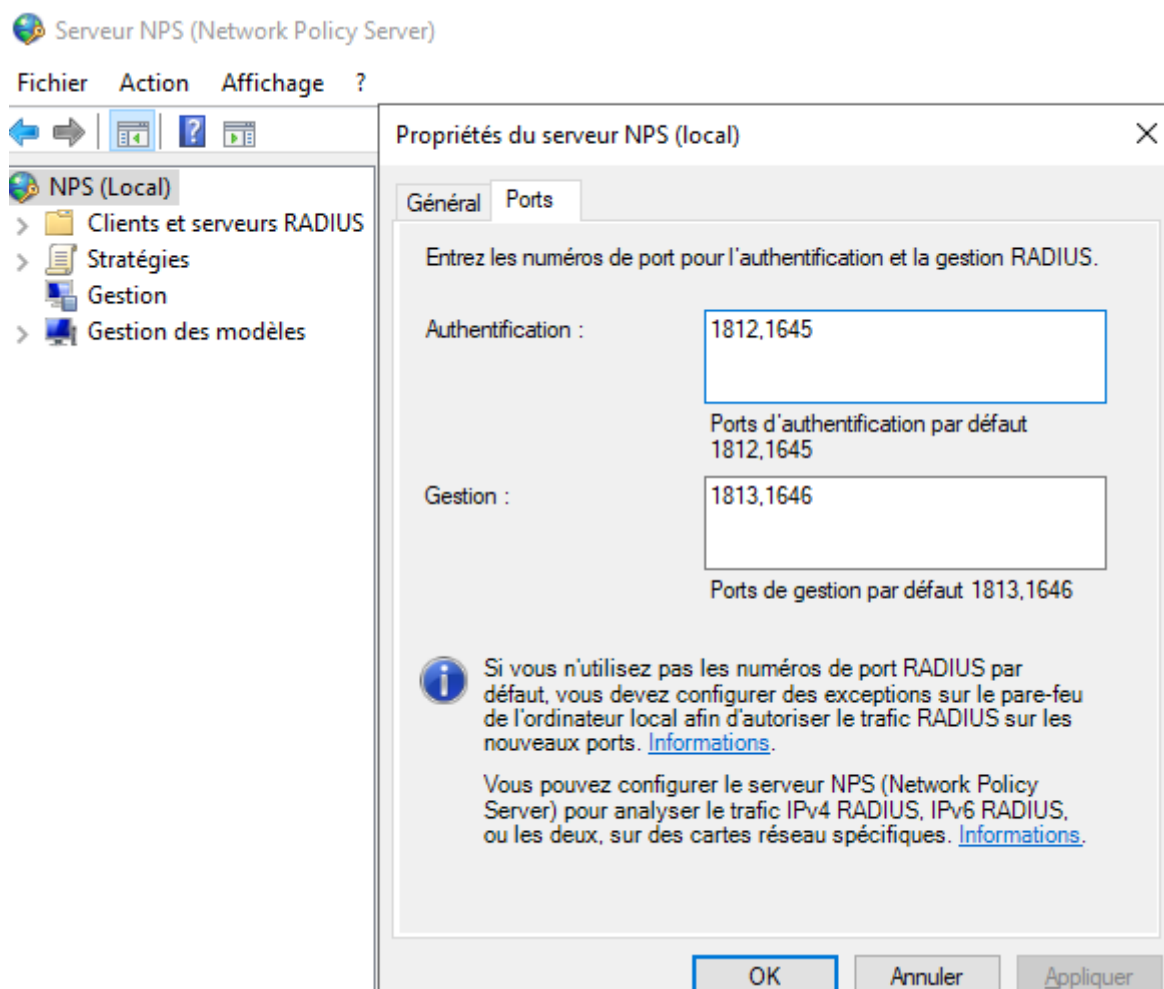 Serveur NPS (Network Policy Server)
Fichier Action Affichage ?
Propriétés du serveur NPS (local)
NPS (Local)
Clients et serveurs RADIUS
Stratégies
Gestion
Gestion des modèles
Général Ports
Entrez les numéros de port pour l'authentification et la gestion RADIUS.
Authentification : 1812,1645
Ports d'authentification par défaut
1812,1645
Gestion : 1813,1646
Ports de gestion par défaut 1813,1646
Si vous n'utilisez pas les numéros de port RADIUS par
défaut, vous devez configurer des exceptions sur le pare-feu
de l'ordinateur local afin d'autoriser le trafic RADIUS sur les
nouveaux ports. Informations.
Vous pouvez configurer le serveur NPS (Network Policy
Server) pour analyser le trafic IPv4 RADIUS, IPv6 RADIUS,
ou les deux, sur des cartes réseau spécifiques. Informations.
OK Annuler Appliquer